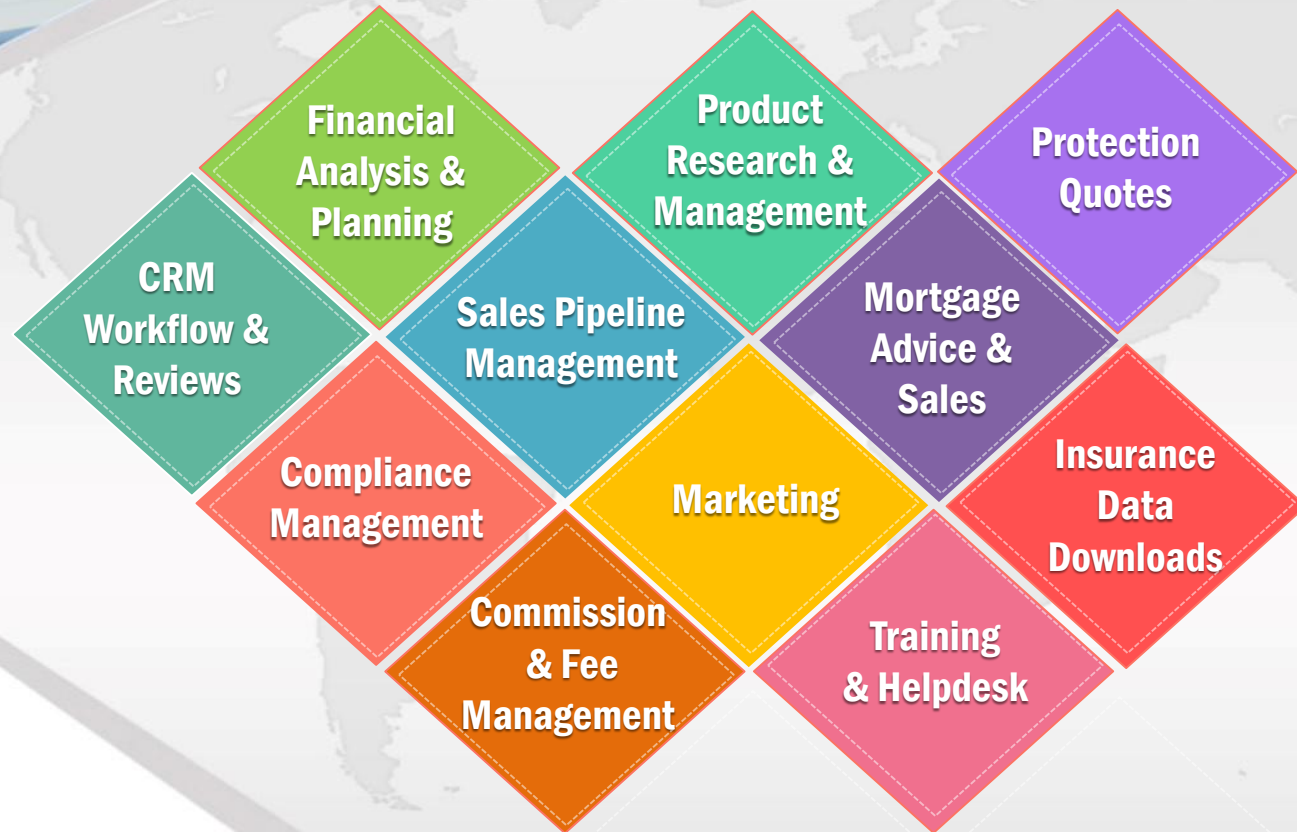 Financial
Analysis &
Planning
Product
Research &
Management
Protection
Quotes
CRM
Workflow &
Reviews
Sales Pipeline
Management
Mortgage
Advice &
Sales
Compliance
Management
Marketing
Insurance
Data
Downloads
Commission
& Fee
Management
Training
& Helpdesk